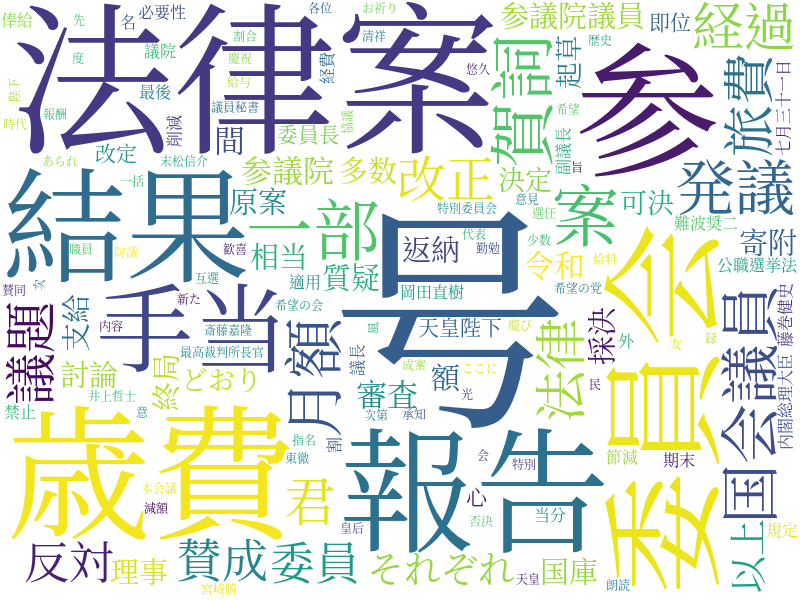 俸給
先
必要性
名
お祈り
割合
各位
参議院議員
即位
経過
法律案
参
賀詞
起草
旅費
七月三十一日
度
議院
慶祝
清祥
歴史
陛下
最後
経費
給与
悠久
時代
報酬
削減
間
議員秘書
委員長
協議
希望
副議長
あられ
改定
末松信介
参議院
多数
改正
決定
旨
発議
結果
一括
原案
一部
特別委員会
意見
案
可決
選任
難波奨二
職員
院議
歓喜
相当
返納
代表
勤勉
少数
寄附
賛同
次
互選
質疑
適用
令和
給料
公職選挙法
手当
号
会
議題
新た
希望の会
岡田直樹
希望の党
支給
内容
斎藤嘉隆
天皇陛下
慶び
風
採決
外
藤巻健史
最高裁判所長官
月額
議長
法律
国会議員
討論
終局
どおり
成案
ここに
額
友
録
内閣総理大臣
井上哲士
審査
光
民
禁止
意
次第
承知
歳費
指名
割
報告
委員
東徹
会
特別
節減
期末
本会議
君
心
減額
当分
以上
規定
皇后
否決
反対
賛成
委員
理事
それぞれ
国庫
天皇
朗読
宮崎勝